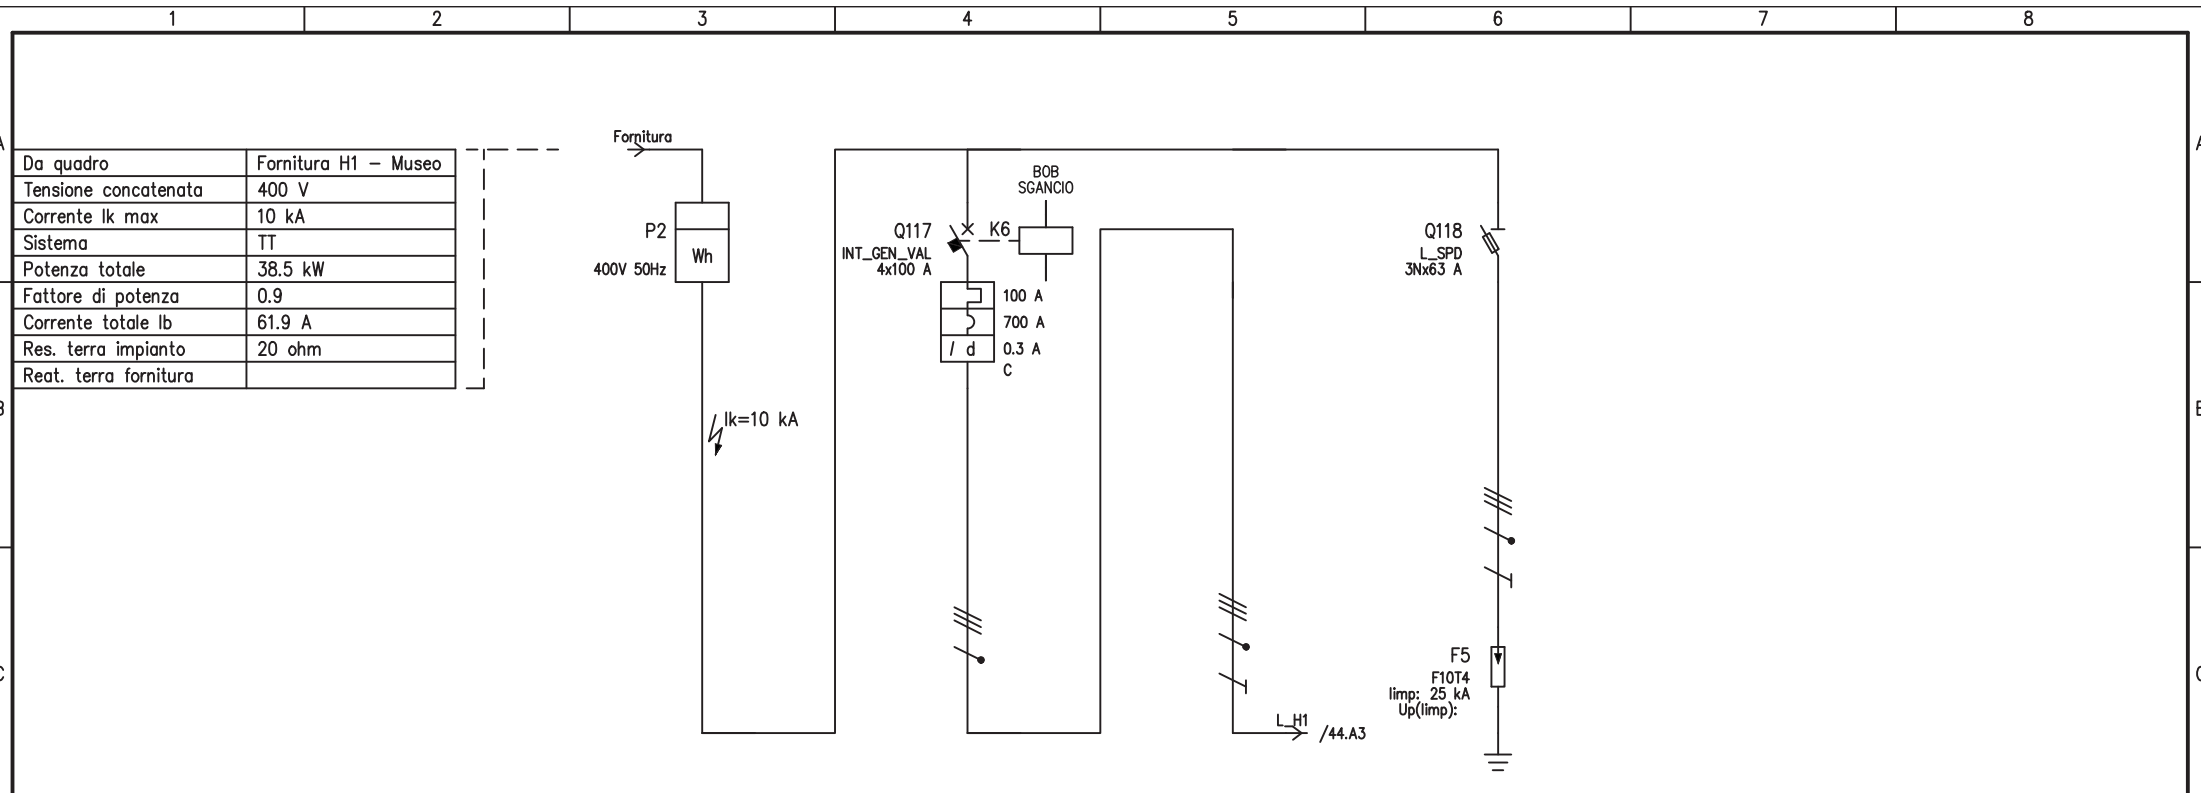 1 2 3 4 5 6 7 8
Fornitura
A A
Da quadro Fornitura H1 - Museo
Tensione concatenata 400 V
Corrente Ik max 10 kA
Sistema TT
Potenza totale 38.5 kW
Fattore di potenza 0.9
Corrente totale Ib 61.9 A
Res. terra impianto 20 ohm
Reat. terra fornitura
P2
400V 50Hz
Wh
Ik=10 kA
BOB
SGANCIO
Q117 K6
INT_GEN_VAL
4x100 A
100 A
700 A
I d 0.3 A
C
Q118
L_SPD
3Nx63 A
B B
L_H1
/44.A3
F5
F10T4
Iimp: 25 kA
Up(Iimp):
C C